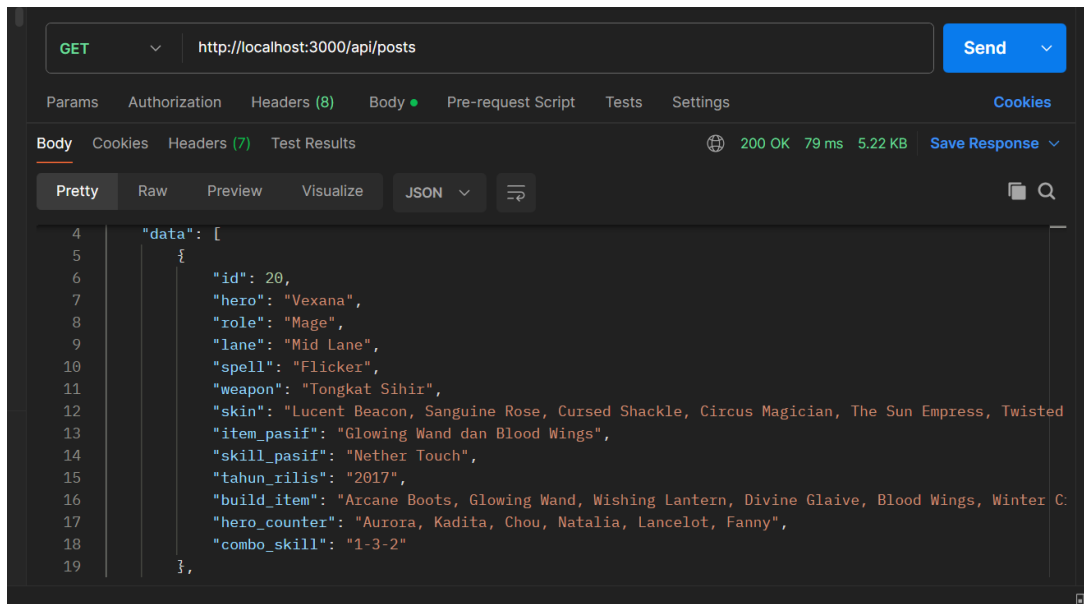 GET http://localhost:3000/api/posts Send
Params Authorization Headers (8) Body Pre-request Script Tests Settings Cookies
Body Cookies Headers (7) Test Results 200 OK 79 ms 5.22 KB Save Response
Pretty Raw Preview Visualize JSON
4 "data": [
5 {
6 "id": 20,
7 "hero": "Vexana",
8 "role": "Mage",
9 "lane": "Mid Lane",
10 "spell": "Flicker",
11 "weapon": "Tongkat Sihir",
12 "skin": "Lucent Beacon, Sanguine Rose, Cursed Shackle, Circus Magician, The Sun Empress, Twisted
13 "item_pasif": "Glowing Wand dan Blood Wings",
14 "skill_pasif": "Nether Touch",
15 "tahun_rilis": "2017",
16 "build_item": "Arcane Boots, Glowing Wand, Wishing Lantern, Divine Glaive, Blood Wings, Winter
17 "hero_counter": "Aurora, Kadita, Chou, Natalia, Lancelot, Fanny",
18 "combo_skill": "1-3-2"
19 },